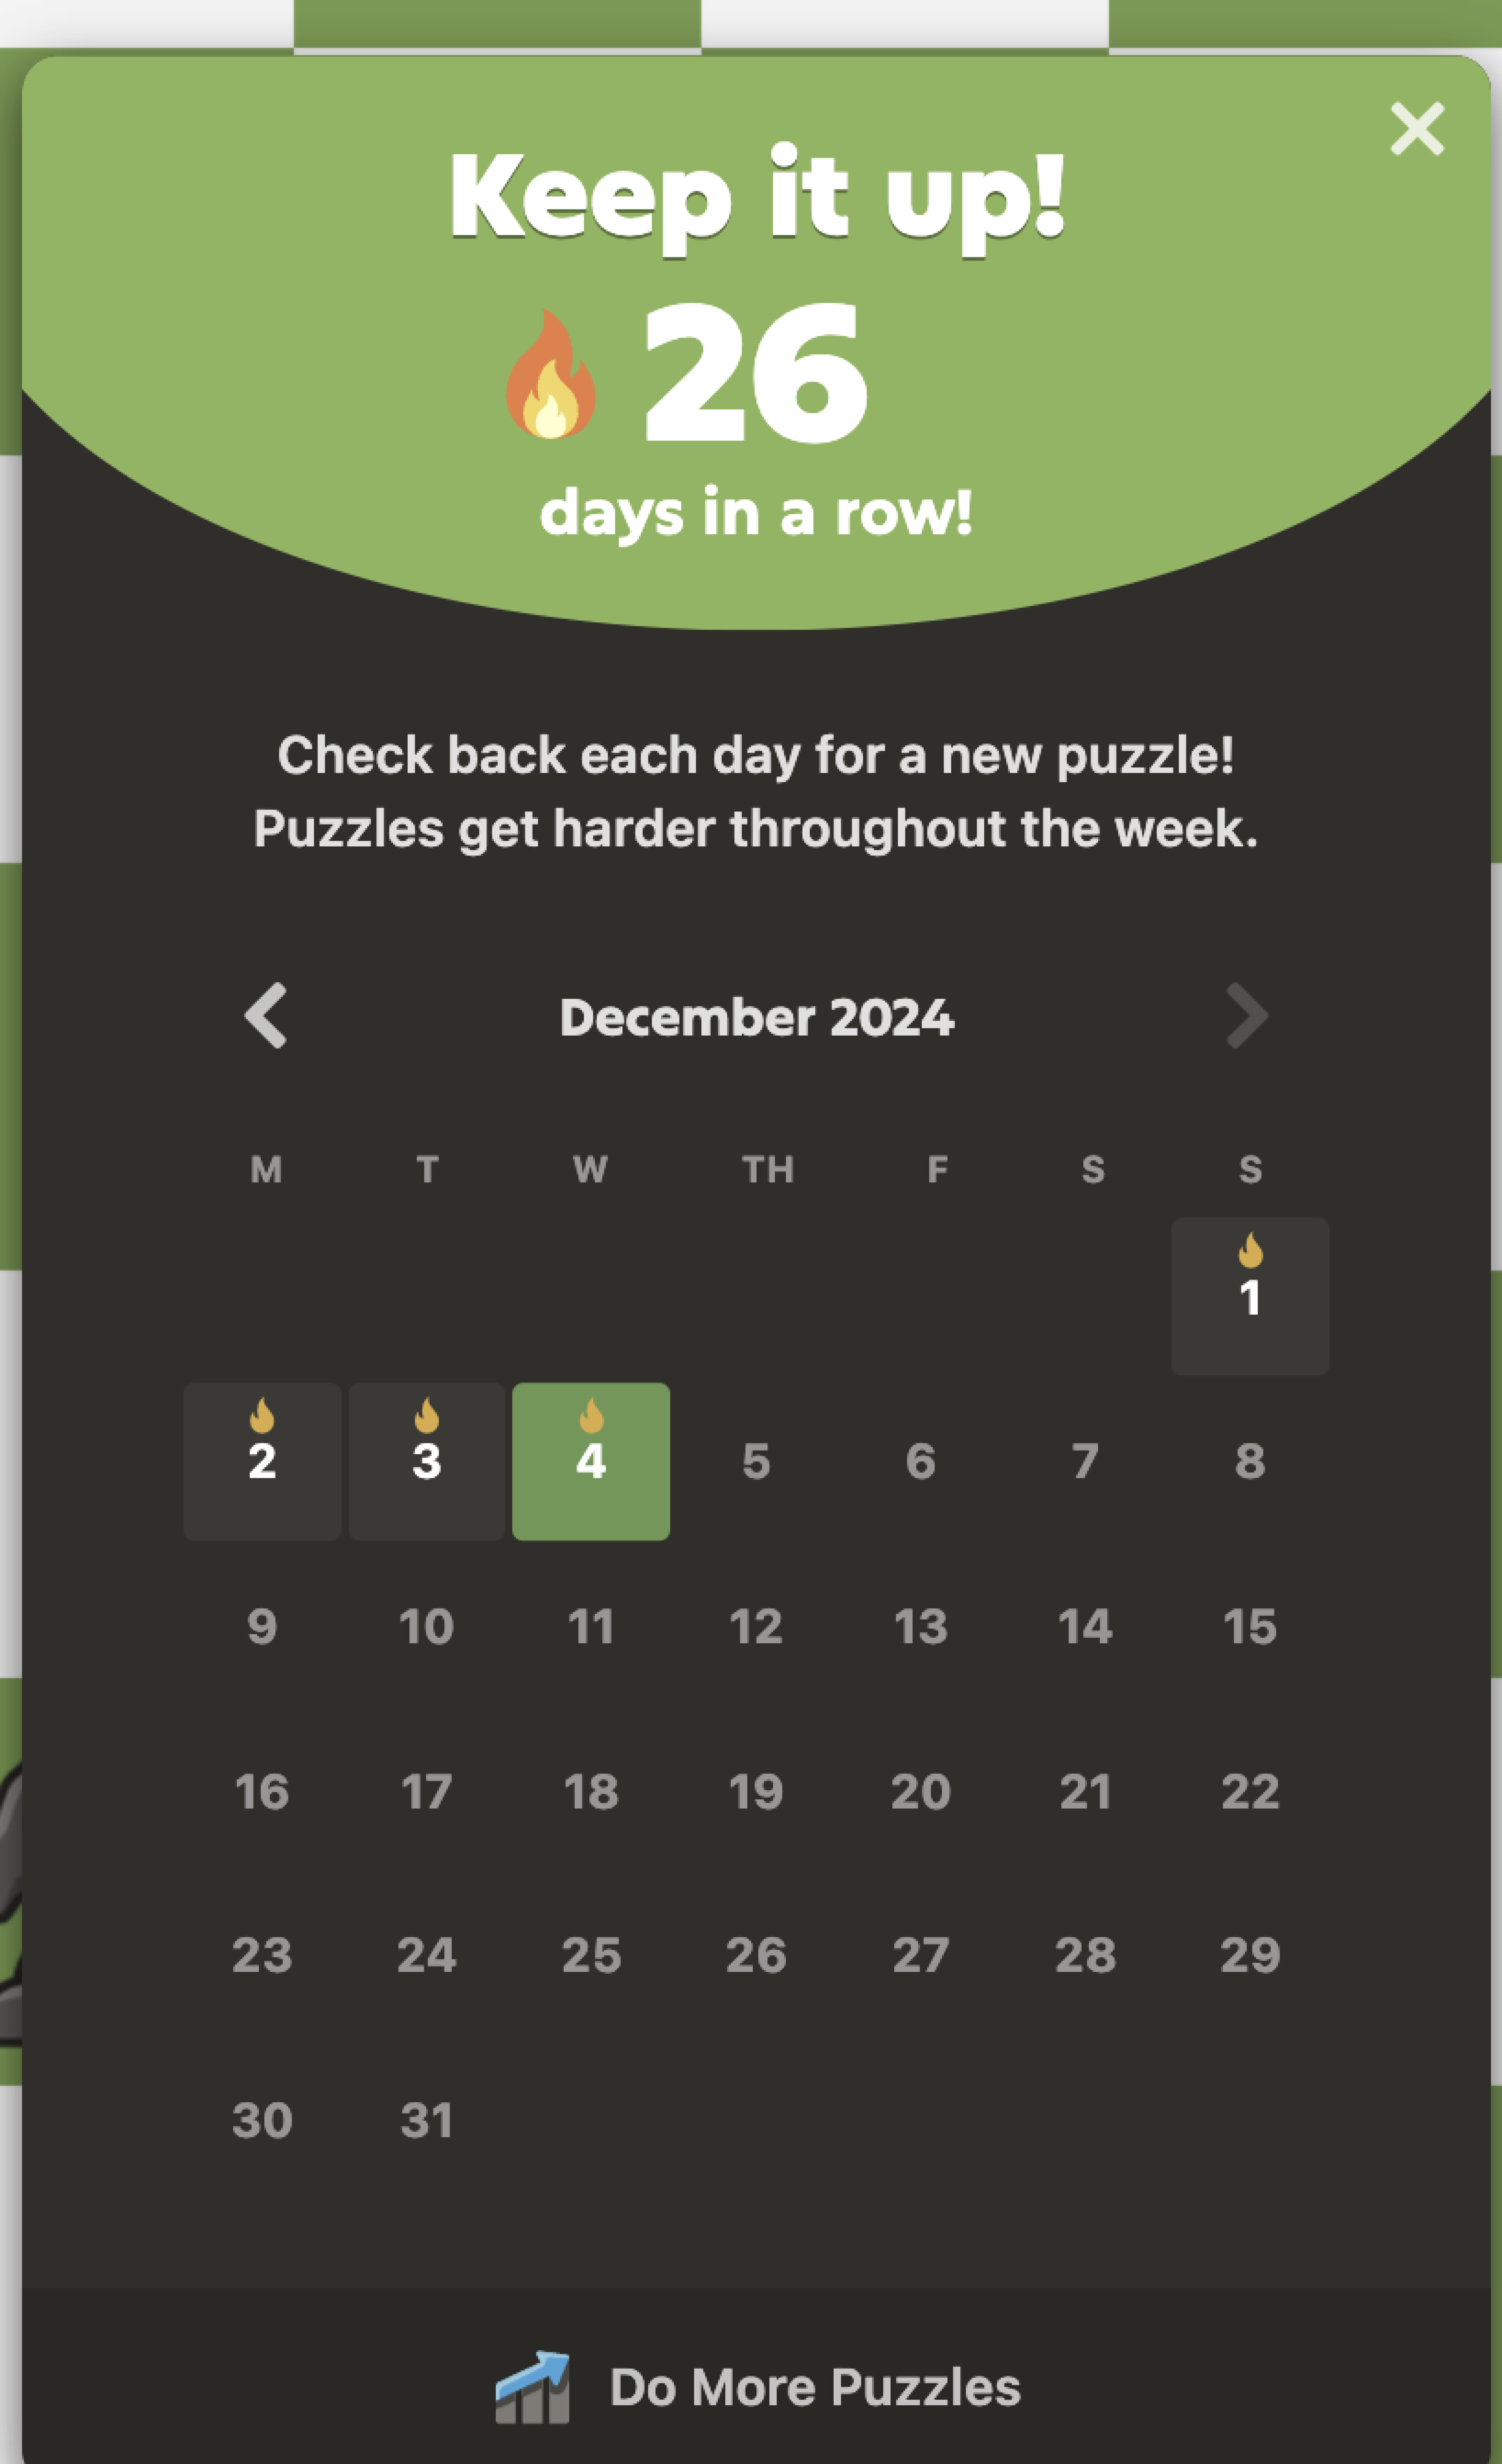 Keep it up!
26
days in a row!
Check back each day for a new puzzle!
Puzzles get harder throughout the week.
December 2024
M T W TH F S S
1
2 3 4 5 6 7 8
9 10 11 12 13 14 15
16 17 18 19 20 21 22
23 24 25 26 27 28 29
30 31
Do More Puzzles